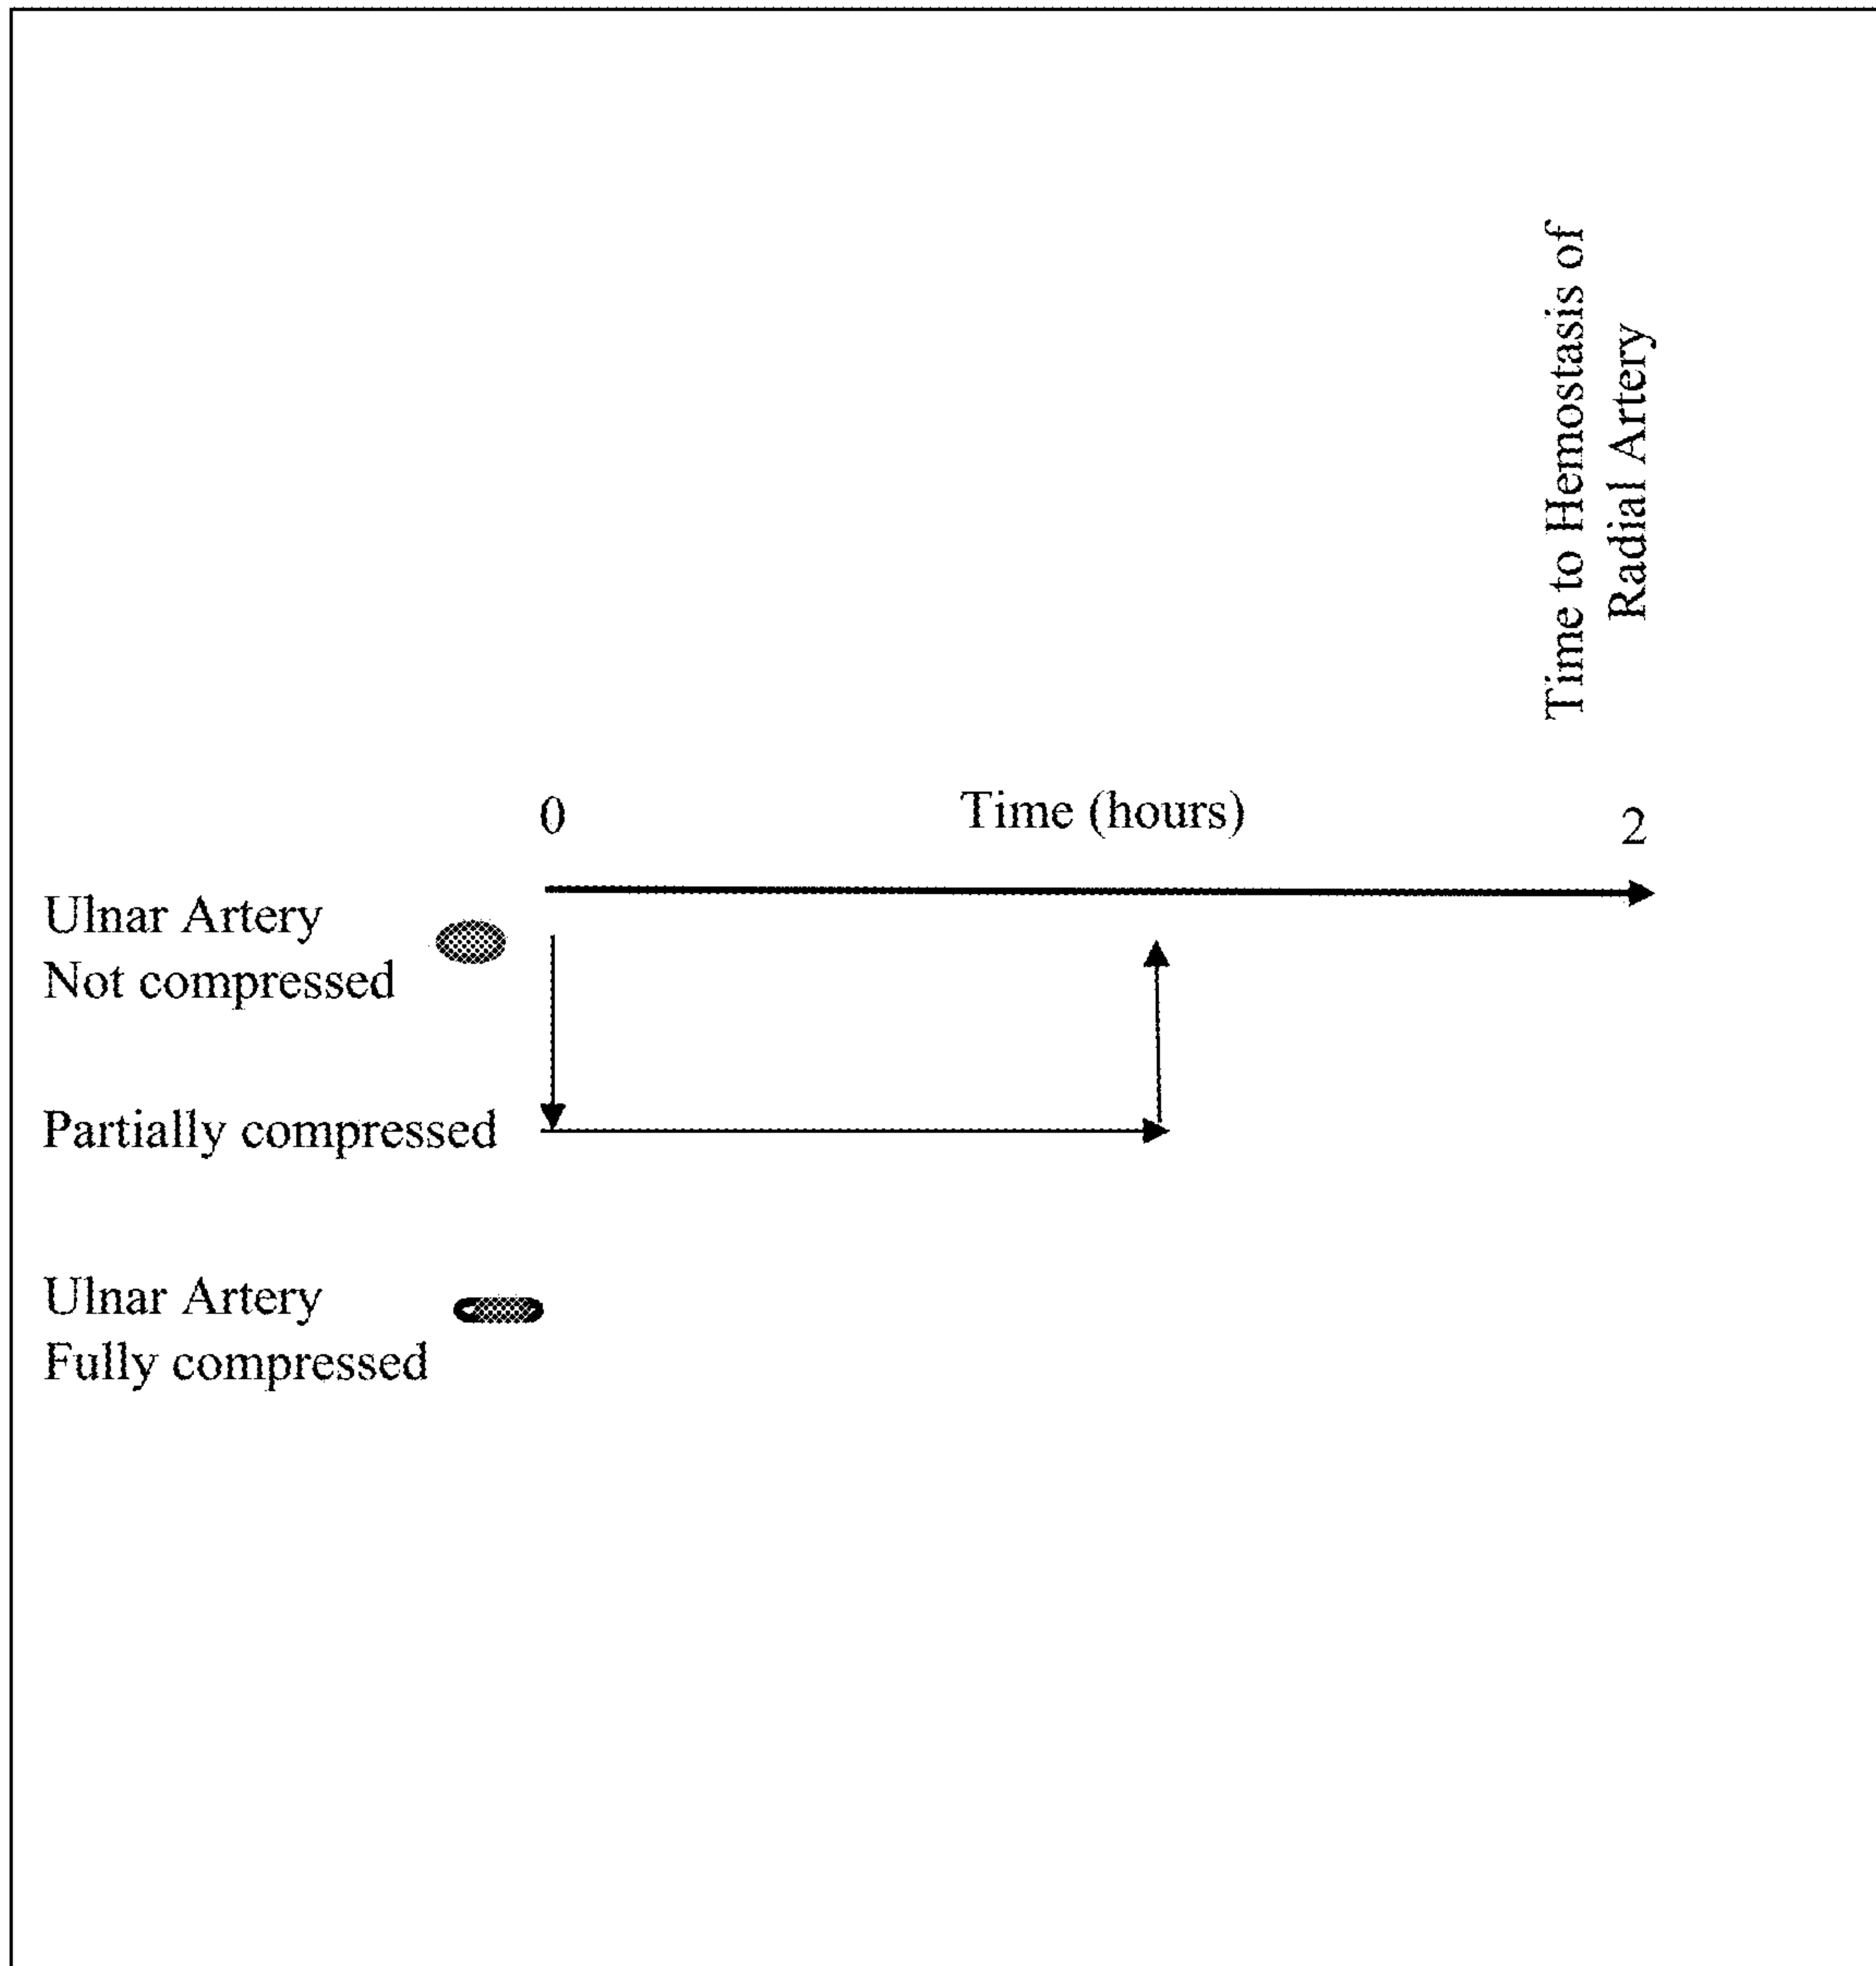 Time to Hemostasis of
Radial Artery
0 Time (hours) 2
Ulnar Artery
Not compressed
Partially compressed
Ulnar Artery
Fully compressed